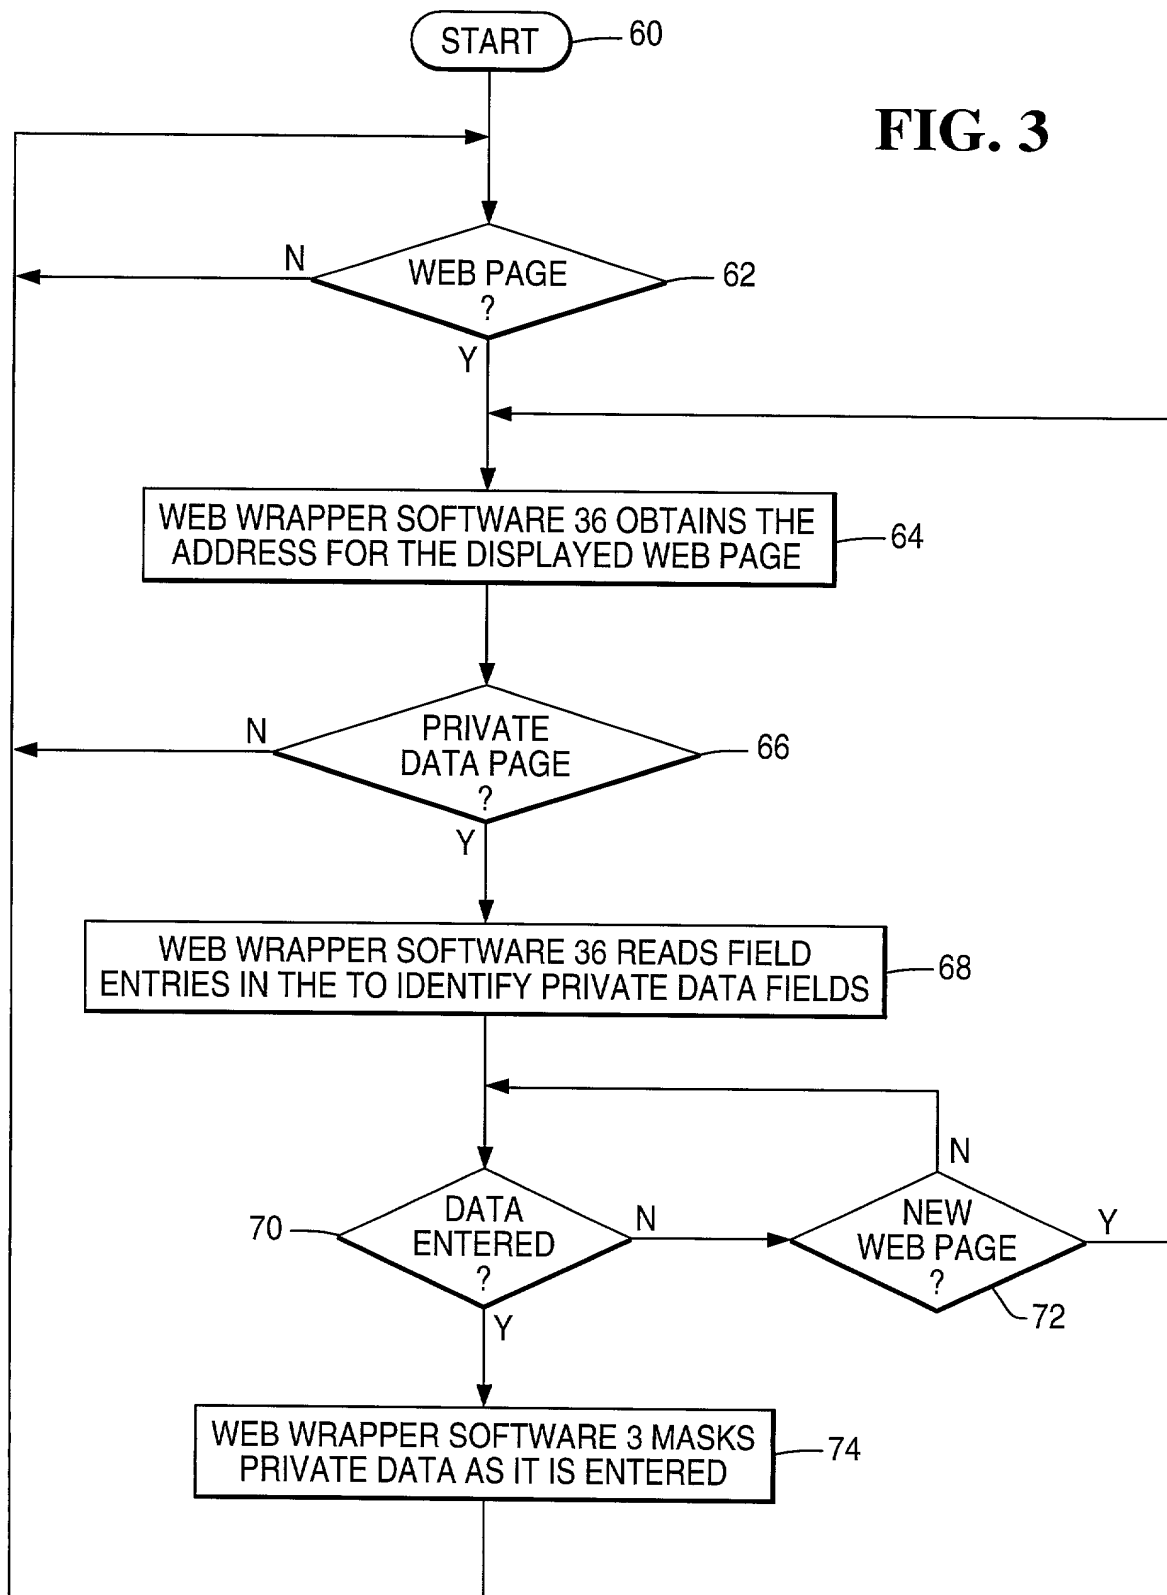 START
60
FIG. 3
N
WEB PAGE
?
62
Y
WEB WRAPPER SOFTWARE 36 OBTAINS THE
ADDRESS FOR THE DISPLAYED WEB PAGE
64
N
PRIVATE
DATA PAGE
?
66
Y
WEB WRAPPER SOFTWARE 36 READS FIELD
ENTRIES IN THE TO IDENTIFY PRIVATE DATA FIELDS
68
70
DATA
ENTERED
?
N
N
NEW
WEB PAGE
?
Y
72
Y
WEB WRAPPER SOFTWARE 3 MASKS
PRIVATE DATA AS IT IS ENTERED
74